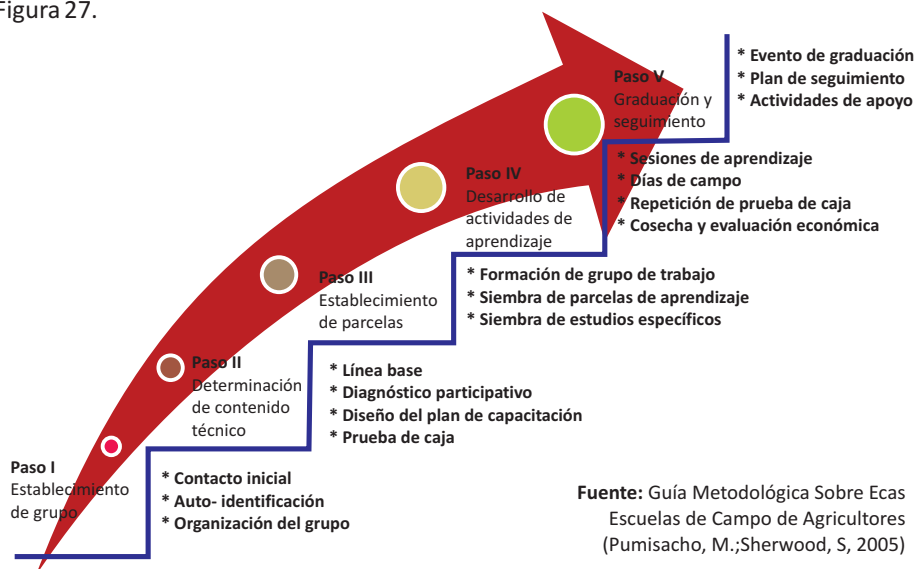 Figura 27.
Paso I
Establecimiento
de grupo
* Contacto inicial
* Auto- identificación
* Organización del grupo
Paso II
Determinación
de contenido
técnico
* Línea base
* Diagnóstico participativo
* Diseño del plan de capacitación
* Prueba de caja
Paso III
Establecimiento
de parcelas
* Formación de grupo de trabajo
* Siembra de parcelas de aprendizaje
* Siembra de estudios específicos
Paso IV
Desarrollo de
actividades de
aprendizaje
* Sesiones de aprendizaje
* Días de campo
* Repetición de prueba de caja
* Cosecha y evaluación económica
Paso V
Graduación y
seguimiento
* Evento de graduación
* Plan de seguimiento
* Actividades de apoyo
Fuente: Guía Metodológica Sobre Ecas
Escuelas de Campo de Agricultores
(Pumisacho, M.;Sherwood, S, 2005)